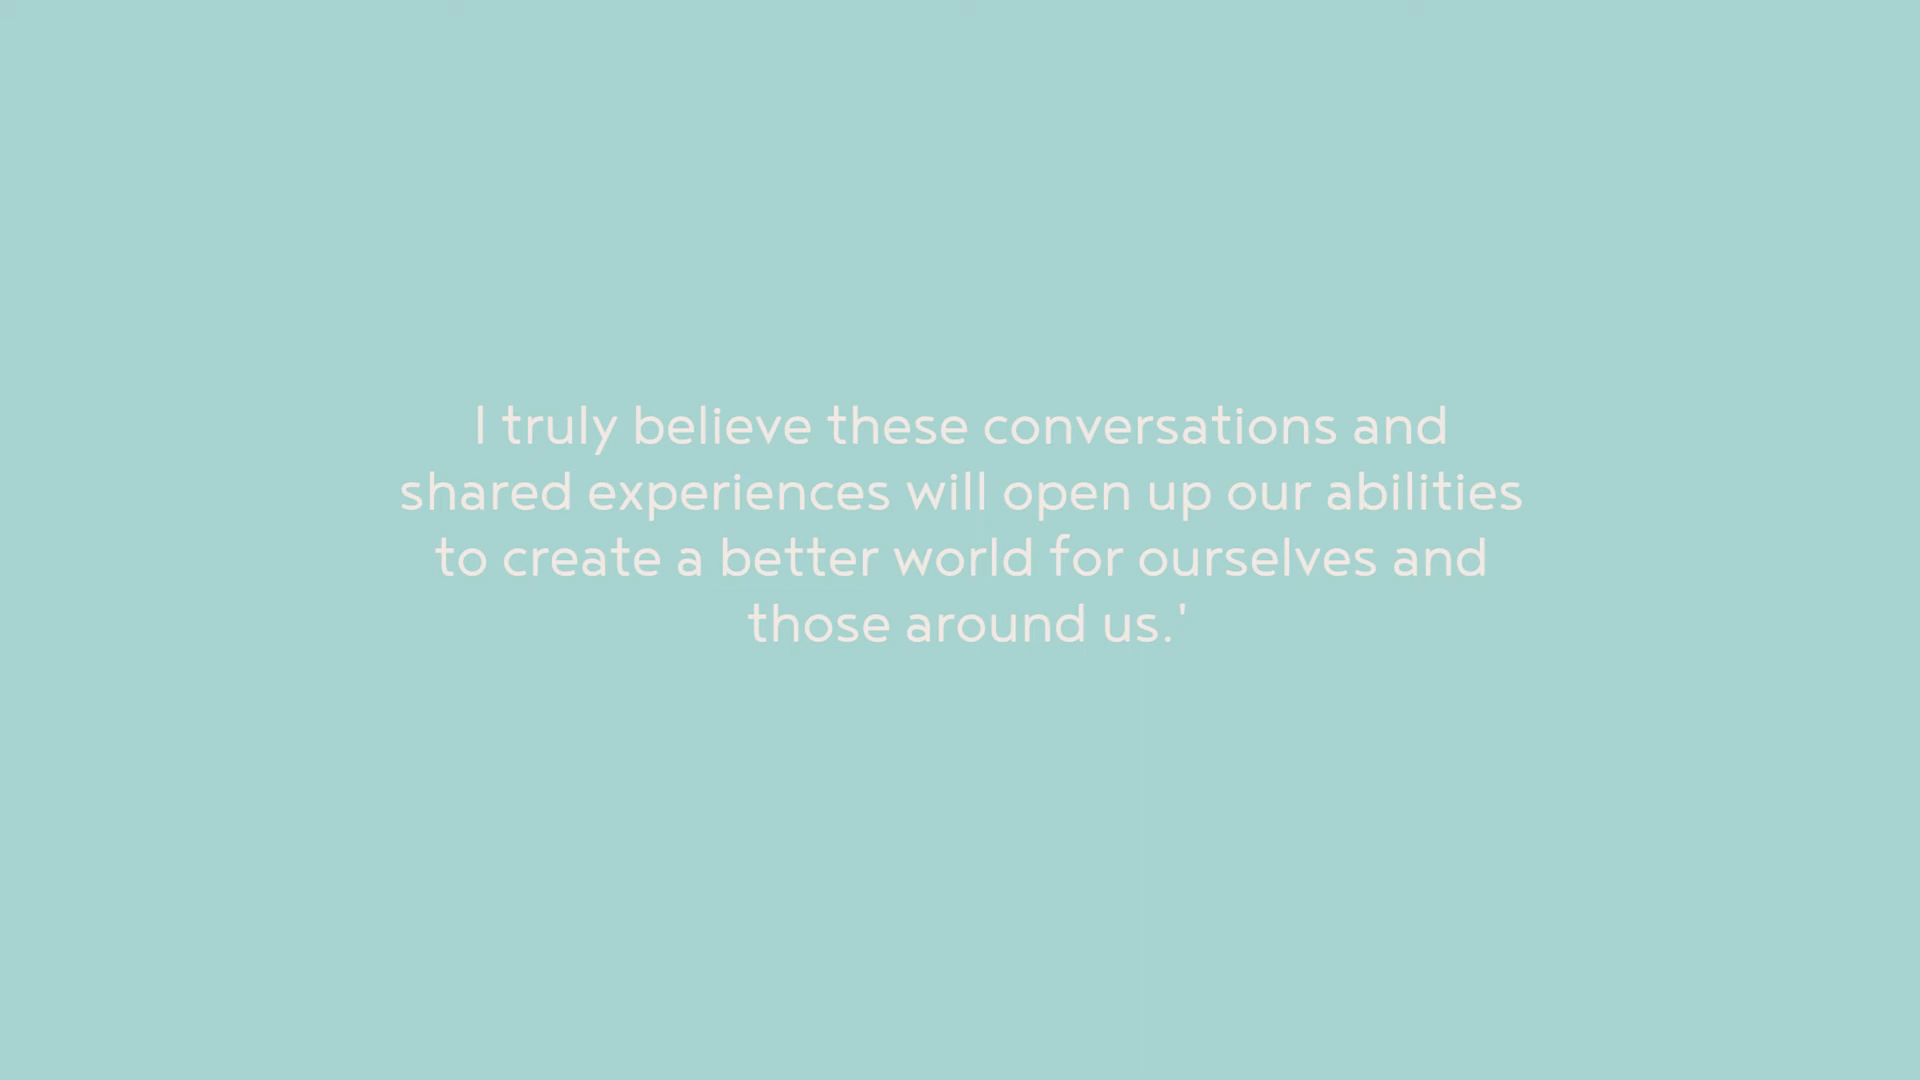 I truly believe these conversations and
shared experiences will open up our abilities
to create a better world for ourselves and
those around us.'